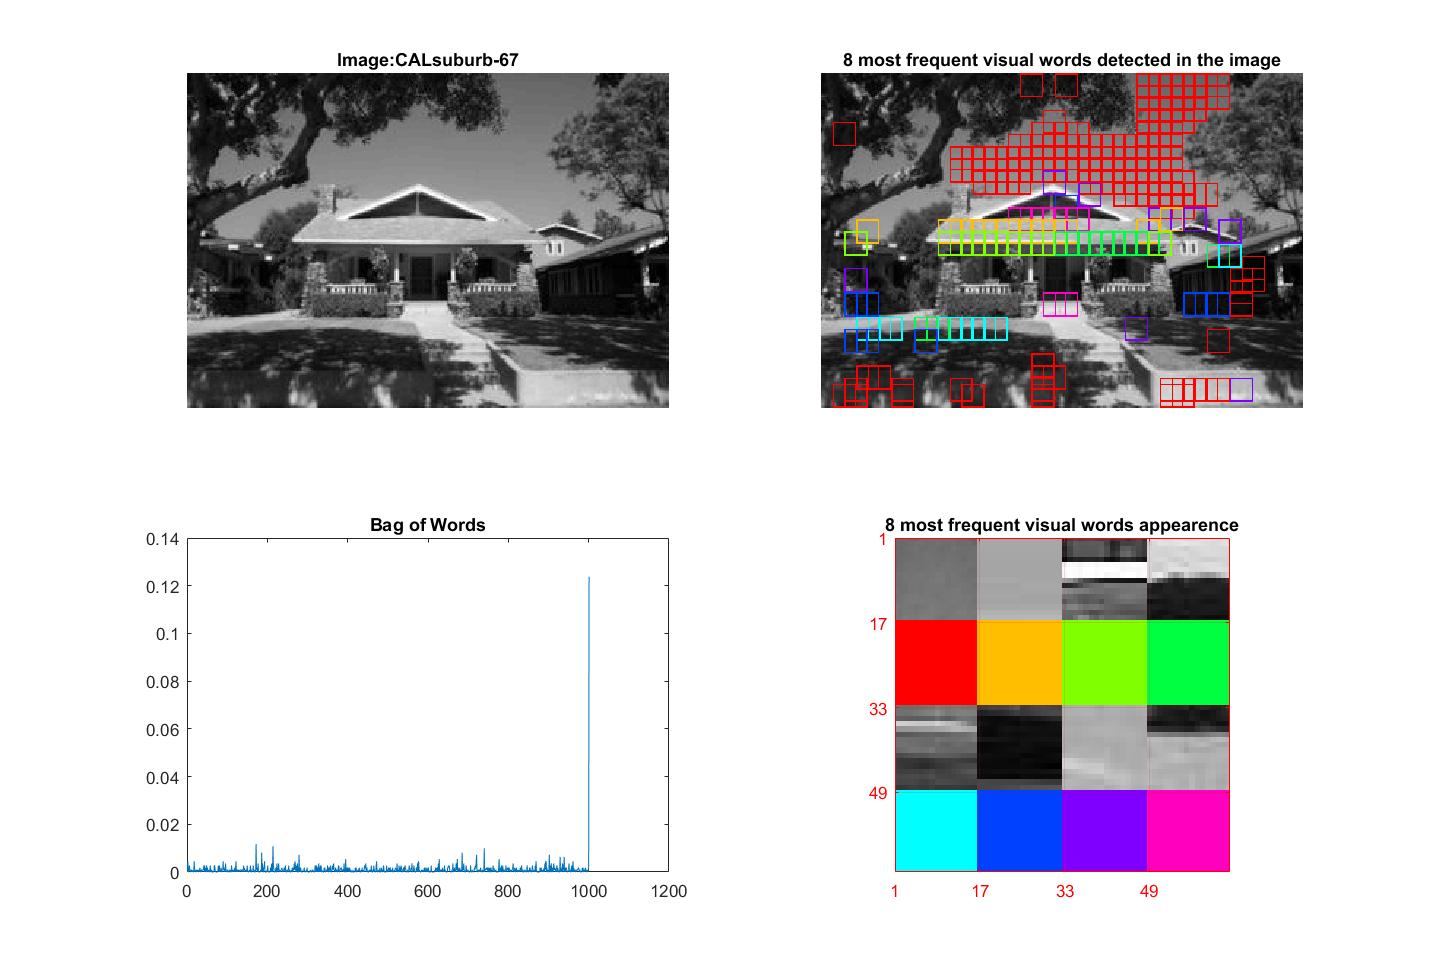 Image:CALsuburb-67
8 most frequent visual words detected in the image
Bag of Words
0.14
0.12
0.1
0.08
0.06
0.04
0.02
0
0 200 400 600 800 1000 1200
8 most frequent visual words appearence
1
17
33
49
1 17 33 49